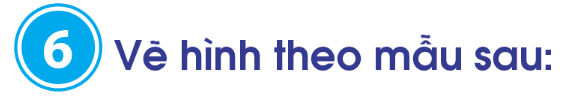 6 Vẽ hình theo mẫu sau: